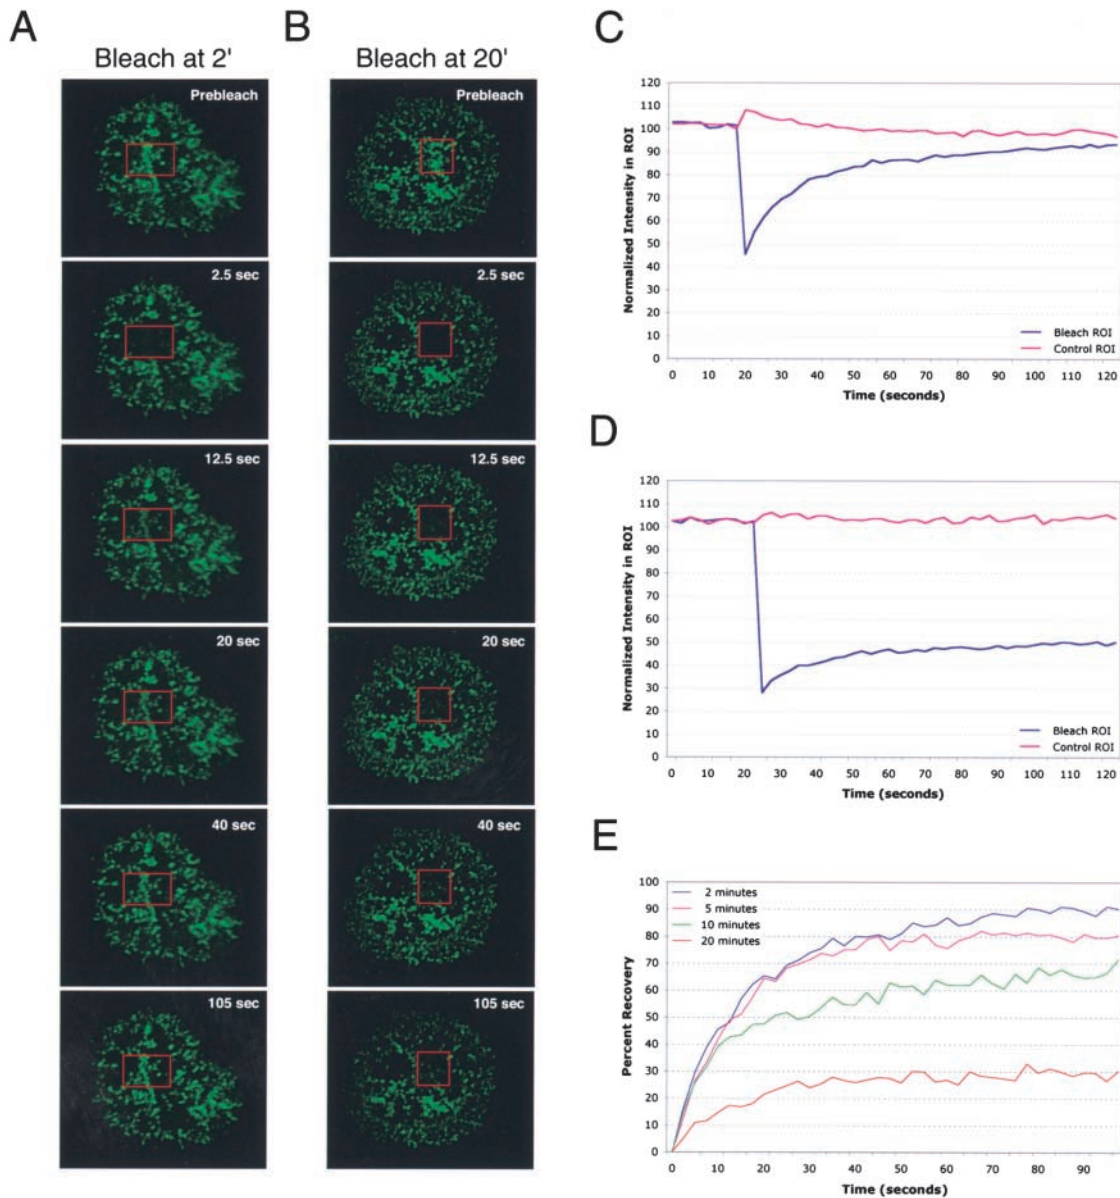 A
Bleach at 2'
Prebleach
2.5 sec
12.5 sec
20 sec
40 sec
105 sec
B
Bleach at 20'
Prebleach
2.5 sec
12.5 sec
20 sec
40 sec
105 sec
C
Normalized Intensity in ROI
120
110
100
90
80
70
60
50
40
30
20
10
0
Bleach ROI
Control ROI
0 10 20 30 40 50 60 70 80 90 100 110 120
Time (seconds)
D
Normalized Intensity in ROI
120
110
100
90
80
70
60
50
40
30
20
10
0
Bleach ROI
Control ROI
0 10 20 30 40 50 60 70 80 90 100 110 120
Time (seconds)
E
Percent Recovery
100
90
80
70
60
50
40
30
20
10
0
2 minutes
5 minutes
10 minutes
20 minutes
0 10 20 30 40 50 60 70 80 90
Time (seconds)